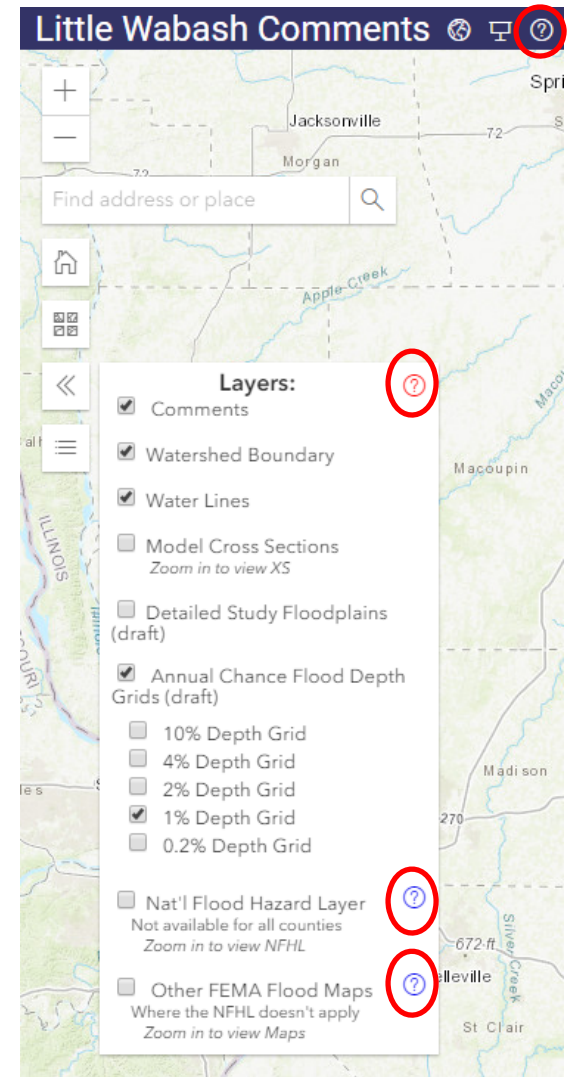 Little Wabash Comments
Spri
Jacksonville
72
Morgan
72
Find address or place
Apple Creek
Layers:
Comments
Macou
Watershed Boundary
Macoupin
Water Lines
ILLINOIS
Model Cross Sections
Zoom in to view XS
Detailed Study Floodplains
(draft)
OURI
Annual Chance Flood Depth
Grids (draft)
10% Depth Grid
4% Depth Grid
Madison
2% Depth Grid
les
1% Depth Grid
270
0.2% Depth Grid
Nat'l Flood Hazard Layer
Not available for all counties
Zoom in to view NFHL
Silver Creek
672 ft
Other FEMA Flood Maps
elleville
Where the NFHL doesn't apply
Zoom in to view Maps
St Clair